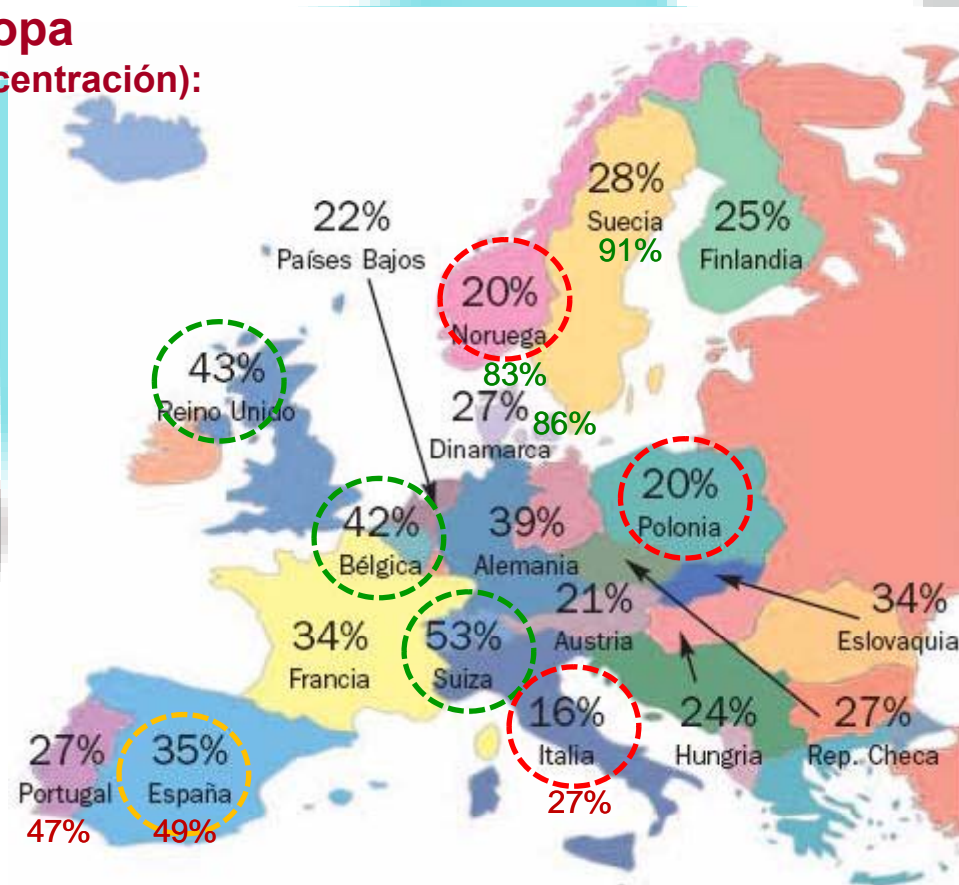 opa
centración):
28%
Suecia
91%
22%
Países Bajos
25%
Finlandia
20%
Noruega
83%
43%
Reino Unido
27%
86%
Dinamarca
20%
Polonia
42%
Bélgica
39%
Alemania
21%
Austria
34%
Eslovaquia
34%
Francia
53%
Suiza
16%
Italia
27%
24%
Hungria
27%
Rep. Checa
27%
Portugal
47%
35%
España
49%